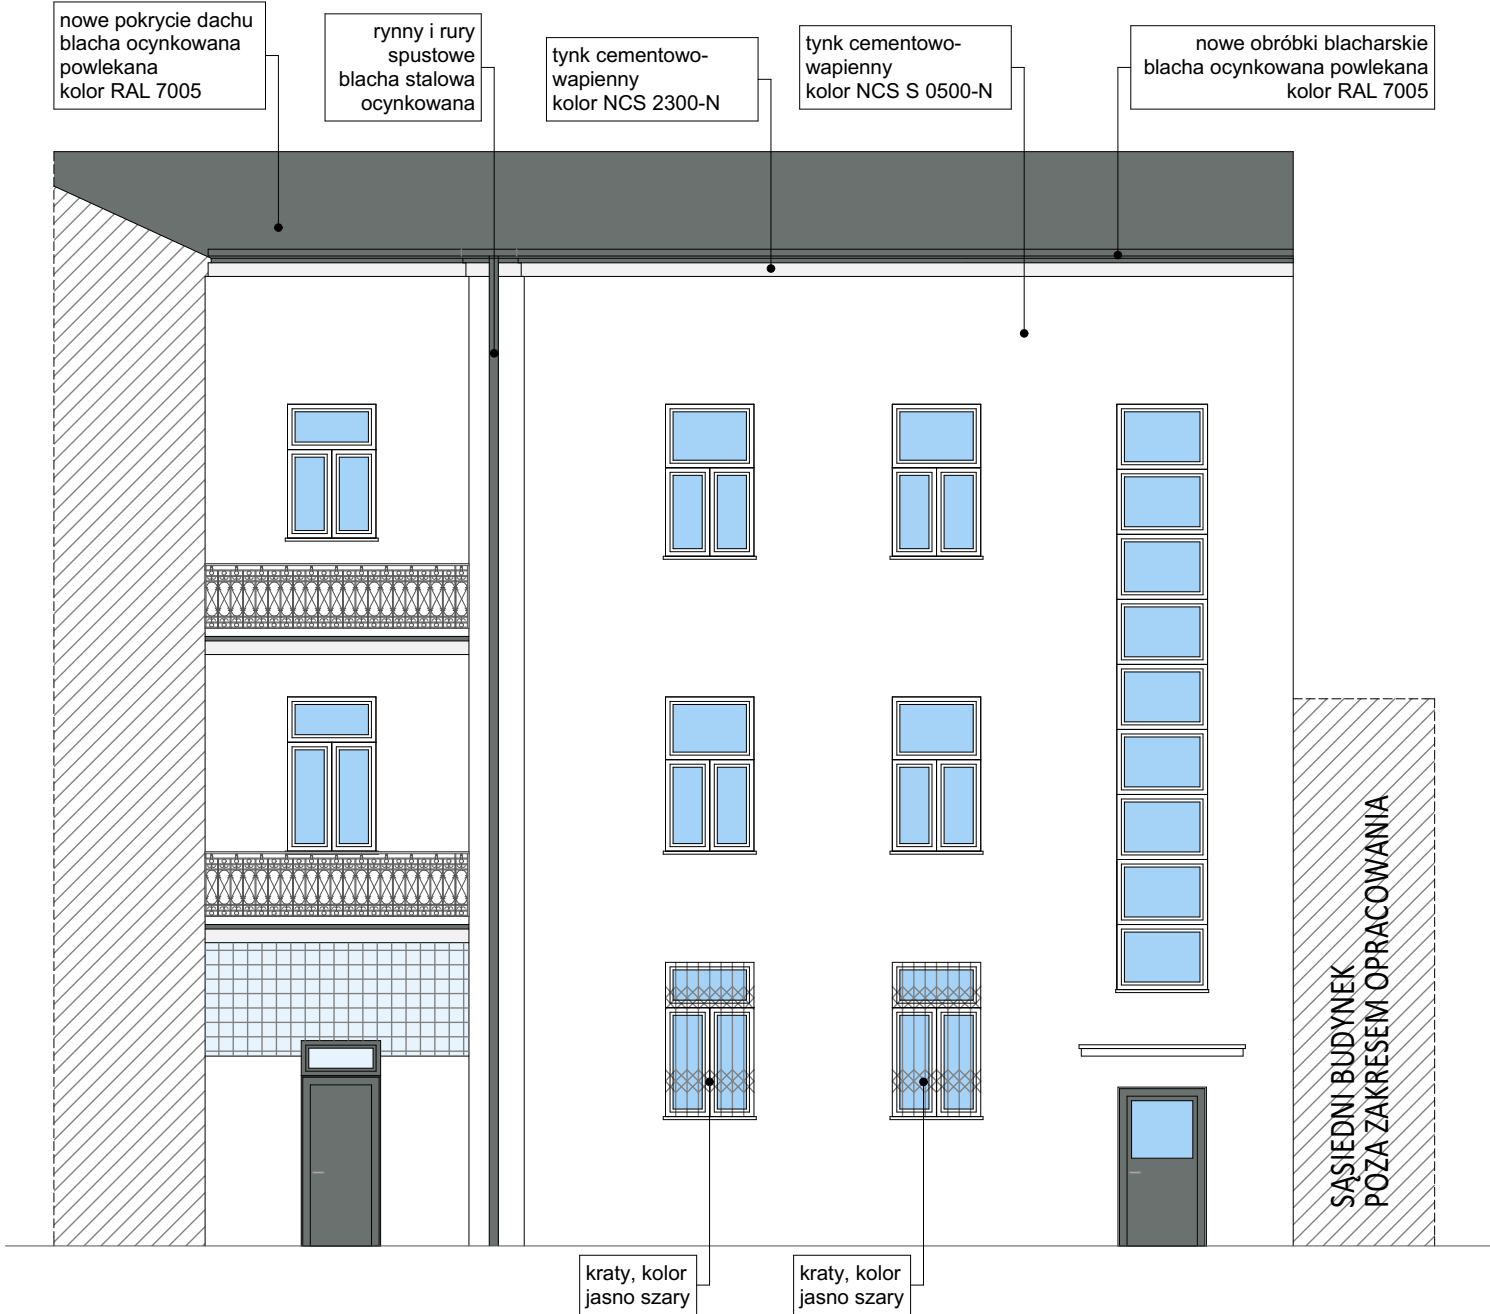 nowe pokrycie dachu
blacha ocynkowana
powlekana
kolor RAL 7005
rynny i rury
spustowe
blacha stalowa
ocynkowana
tynk cementowo-
wapienny
kolor NCS 2300-N
tynk cementowo-
wapienny
kolor NCS S 0500-N
nowe obróbki blacharskie
blacha ocynkowana powlekana
kolor RAL 7005
SĄSIEDNI BUDYNEK
POZA ZAKRESEM OPRACOWANIA
kraty, kolor
jasno szary
kraty, kolor
jasno szary